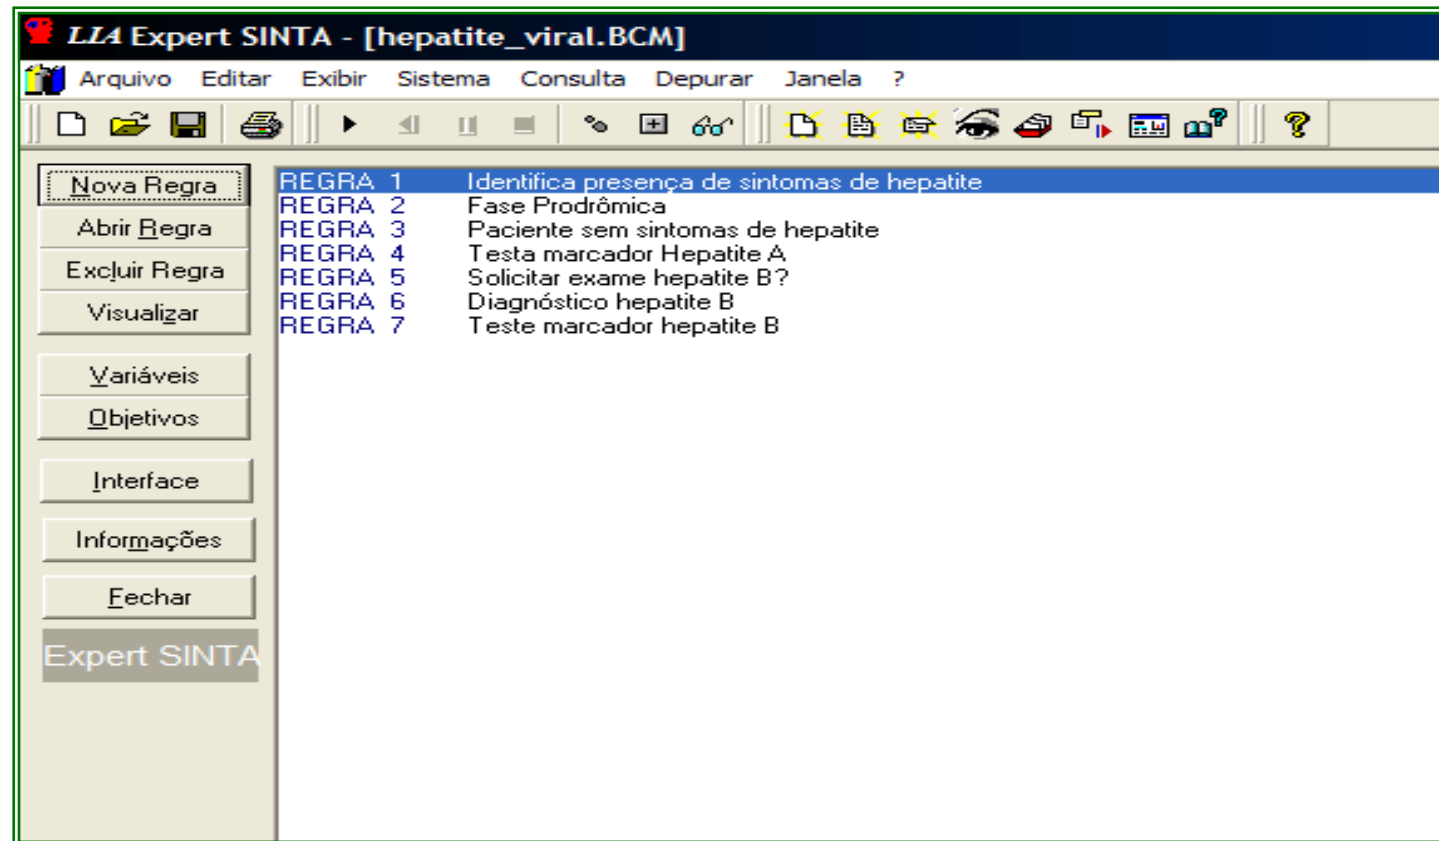 LIA Expert SINTA - [hepatite_viral.BCM]
Arquivo Editar Exibir Sistema Consulta Depurar Janela ?
Nova Regra
Abrir Regra
Excluir Regra
Visualizar
Variáveis
Objetivos
Interface
Informações
Fechar
Expert SINTA
REGRA 1 Identifica presença de sintomas de hepatite
REGRA 2 Fase Prodrômica
REGRA 3 Paciente sem sintomas de hepatite
REGRA 4 Testa marcador Hepatite A
REGRA 5 Solicitar exame hepatite B?
REGRA 6 Diagnóstico hepatite B
REGRA 7 Teste marcador hepatite B